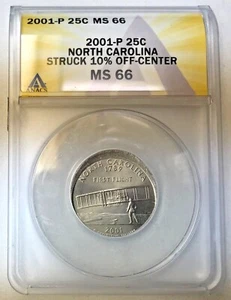 2001-P 25C MS 66
2001-P 25C
NORTH CAROLINA
STRUCK 10% OFF-CENTER
MS 66
ANACS
NORTH CAROLINA
1789
FIRST FLIGHT
2001